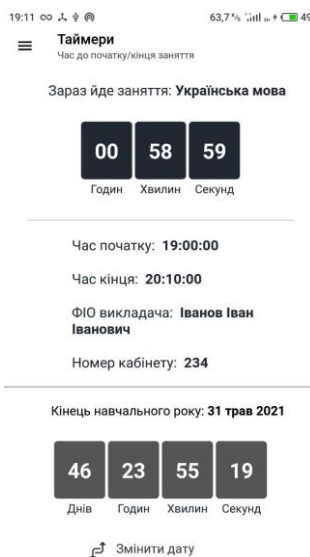 19:11 63,7 % 49
Таймери
Час до початку/кінця заняття
Зараз йде заняття: Українська мова
00 58 59
Годин Хвилин Секунд
Час початку: 19:00:00
Час кінця: 20:10:00
ФІО викладача: Іванов Іван
Іванович
Номер кабінету: 234
Кінець навчального року: 31 трав 2021
46 23 55 19
Днів Годин Хвилин Секунд
Змінити дату